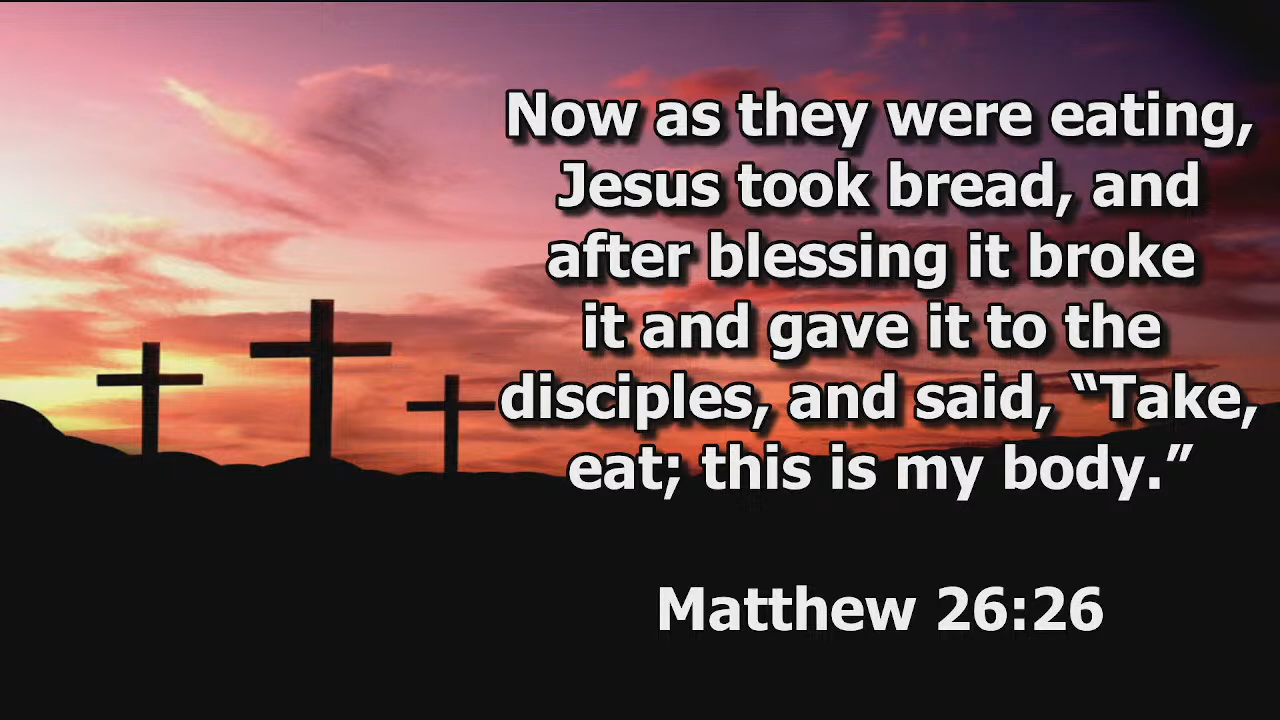 Now as they were eating,
Jesus took bread, and
after blessing it broke
it and gave it to the
disciples, and said, “Take,
eat; this is my body.”
Matthew 26:26